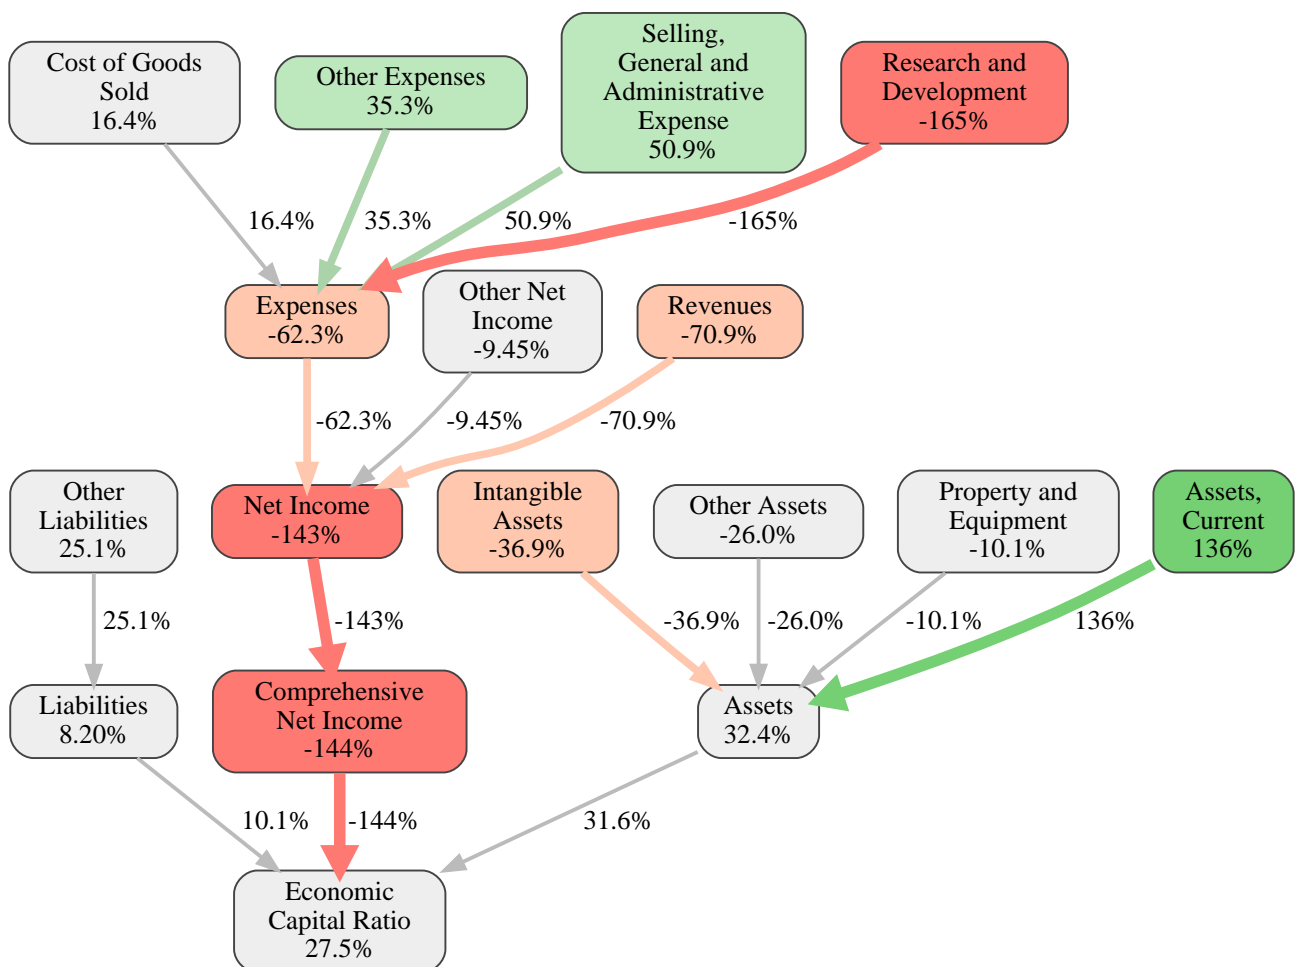 Cost of Goods
Sold
16.4%
Other Expenses
35.3%
Selling,
General and
Administrative
Expense
50.9%
Research and
Development
-165%
16.4%
35.3%
50.9%
-165%
Expenses
-62.3%
Other Net
Income
-9.45%
Revenues
-70.9%
-62.3%
-9.45%
-70.9%
Other
Liabilities
25.1%
Net Income
-143%
Intangible
Assets
-36.9%
Other Assets
-26.0%
Property and
Equipment
-10.1%
Assets,
Current
136%
25.1%
-143%
-36.9%
-26.0%
-10.1%
136%
Liabilities
8.20%
Comprehensive
Net Income
-144%
Assets
32.4%
10.1%
-144%
31.6%
Economic
Capital Ratio
27.5%